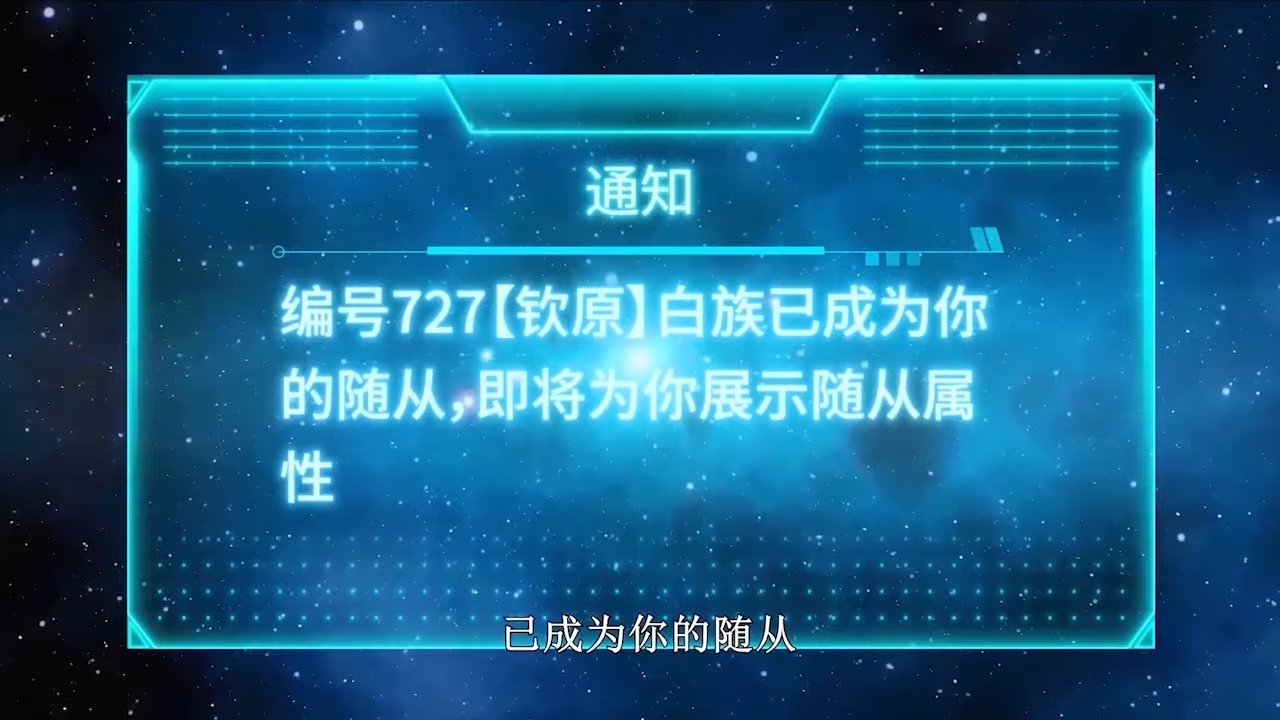 通知
编号727【钦原】白族已成为你
的随从，即将为你展示随从属
性
已成为你的随从